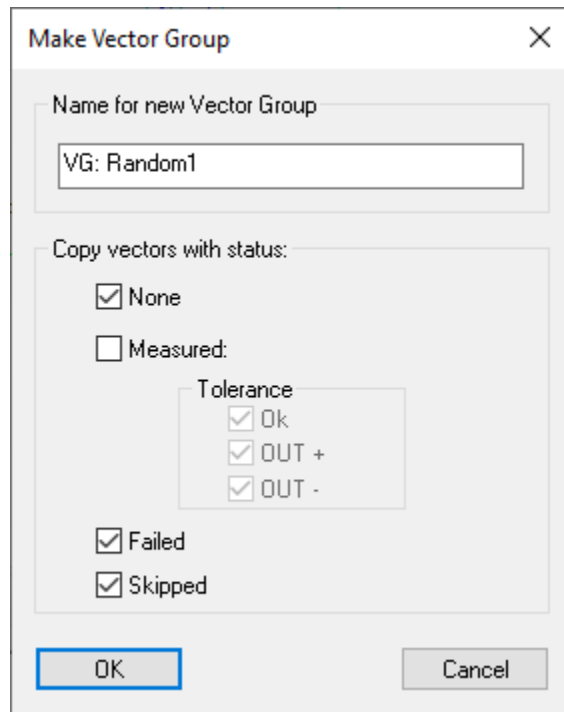 Make Vector Group
Name for new Vector Group
VG: Random1
Copy vectors with status:
None
Measured:
Tolerance
Ok
OUT +
OUT -
Failed
Skipped
OK
Cancel